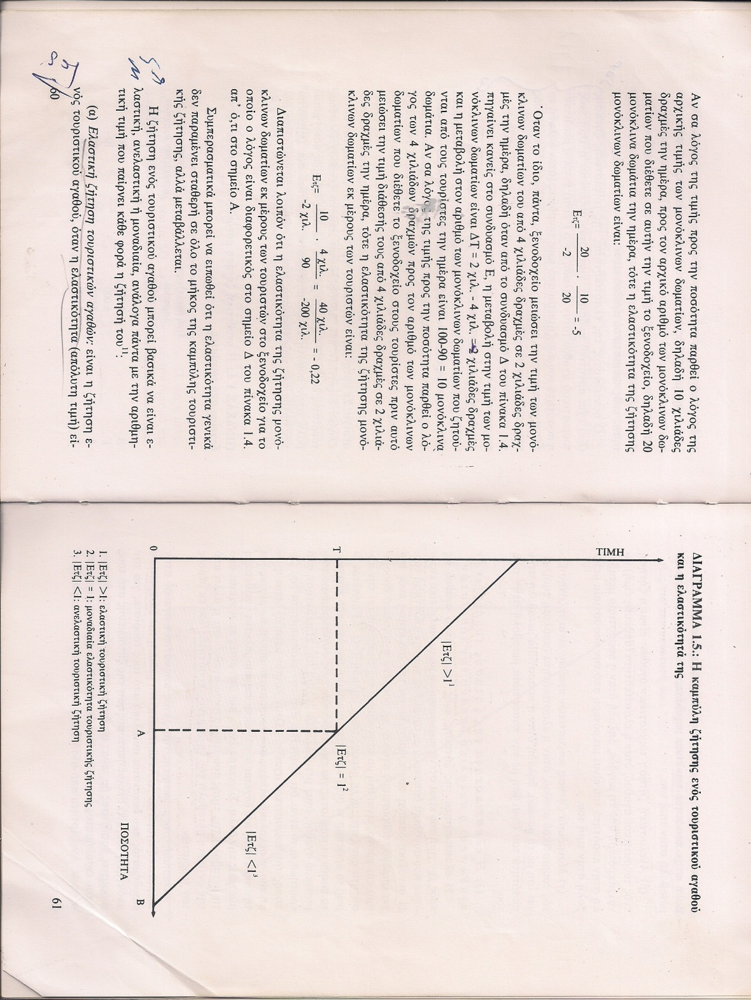 Αν σα λόγος της τιμής προς την ποσότητα παρθεί ο λόγος της
αρχικής τιμής των μονόκλινων δωματίων, δηλαδή 10 χιλιάδες
δραχμές την ημέρα, προς τον αρχικό αριθμό των μονόκλινων δω-
ματίων που διέθετε σε αυτήν την τιμή το ξενοδοχείο, δηλαδή 20
μονόκλινα δωμάτια την ημέρα, τότε η ελαστικότητα της ζήτησης
μονόκλινων δωματίων είναι:
Ετζ= 20/-2 . 10/20 = -5
Όταν το ίδιο, πάντα, ξενοδοχείο μειώσει την τιμή των μονό-
κλινων δωματίων του από 4 χιλιάδες δραχμές σε 2 χιλιάδες δραχ-
μές την ημέρα, δηλαδή όταν από το συνδυασμό Δ του πίνακα 1.4.
πηγαίνει κανείς στο συνδυασμό Ε, η μεταβολή στην τιμή των μο-
νόκλινων δωματίων είναι ΔΤ = 2 χιλ. - 4 χιλ. =-2 χιλιάδες δραχμές
και η μεταβολή στον αριθμό των μονόκλινων δωματίων που ζητού-
νται από τους τουρίστες την ημέρα είναι 100-90 = 10 μονόκλινα
δωμάτια. Αν σα λόγος της τιμής προς την ποσότητα παρθεί ο λό-
γος των 4 χιλιάδων δραχμών προς τον αριθμό των μονόκλινων
δωματίων που διέθετε το ξενοδοχείο στους τουρίστες πριν αυτό
μειώσει την τιμή διάθεσής τους από 4 χιλιάδες δραχμές σε 2 χιλιά-
δες δραχμές την ημέρα, τότε η ελαστικότητα της ζήτησης μονό-
κλινων δωματίων εκ μέρους των τουριστών είναι:
Ετζ= 10/-2 χιλ. . 4 χιλ./90 = 40 χιλ./-200 χιλ. = - 0,22
Διαπιστώνεται λοιπόν ότι η ελαστικότητα της ζήτησης μονό-
κλινων δωματίων εκ μέρους των τουριστών στο ξενοδοχείο για το
οποίο ο λόγος είναι διαφορετικός στο σημείο Δ του πίνακα 1.4.
απ' ό,τι στο σημείο Α.
Συμπερασματικά μπορεί να ειπωθεί ότι η ελαστικότητα γενικά
δεν παραμένει σταθερή σε όλο το μήκος της καμπύλης τουριστι-
κής ζήτησης, αλλά μεταβάλλεται.
Η ζήτηση ενός τουριστικού αγαθού μπορεί βασικά να είναι ε-
λαστική, ανελαστική ή μοναδιαία, ανάλογα πάντα με την αριθμη-
τική τιμή που παίρνει κάθε φορά η ζήτησή του¹¹:
(α) Ελαστική ζήτηση τουριστικών αγαθών: είναι η ζήτηση ε-
νός τουριστικού αγαθού, όταν η ελαστικότητα (απόλυτη τιμή) εί-
60
ΔΙΑΓΡΑΜΜΑ 1.5.: Η καμπύλη ζήτησης ενός τουριστικού αγαθού
και η ελαστικότητά της
ΤΙΜΗ
|Ετζ| >1¹
Τ
|Ετζ| = 1²
|Ετζ| <1³
0
Α
Β
ΠΟΣΟΤΗΤΑ
1. |Ετζ| >1: ελαστική τουριστική ζήτηση
2. |Ετζ| = 1: μοναδιαία ελαστικότητα τουριστικής ζήτησης
3. |Ετζ| <1: ανελαστική τουριστική ζήτηση
61